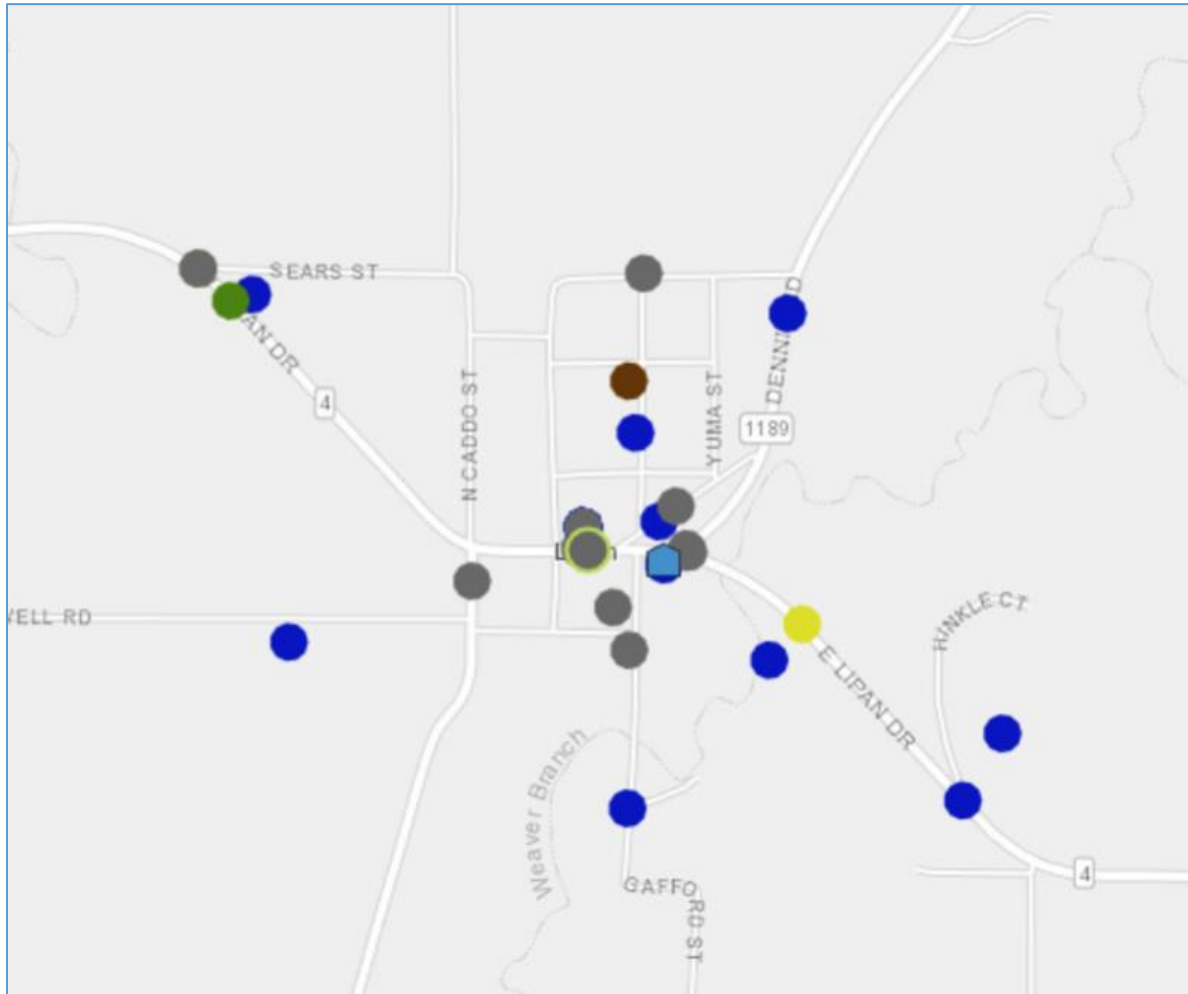 SEARS ST
AN DR
4
N CADDO ST
YUMA ST
DENNI
D
1189
L
n
VELL RD
E LIPAN DR
HINKLE CT
Weaver Branch
GAFFO
RD ST
4